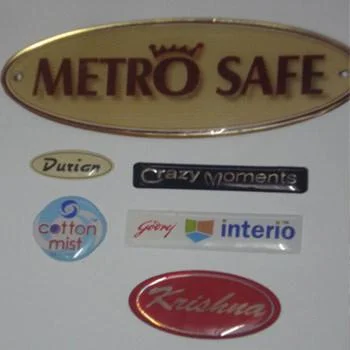 METRO SAFE
Durian
Crazy Moments
cotton
mist
Godrej interio
Krishna